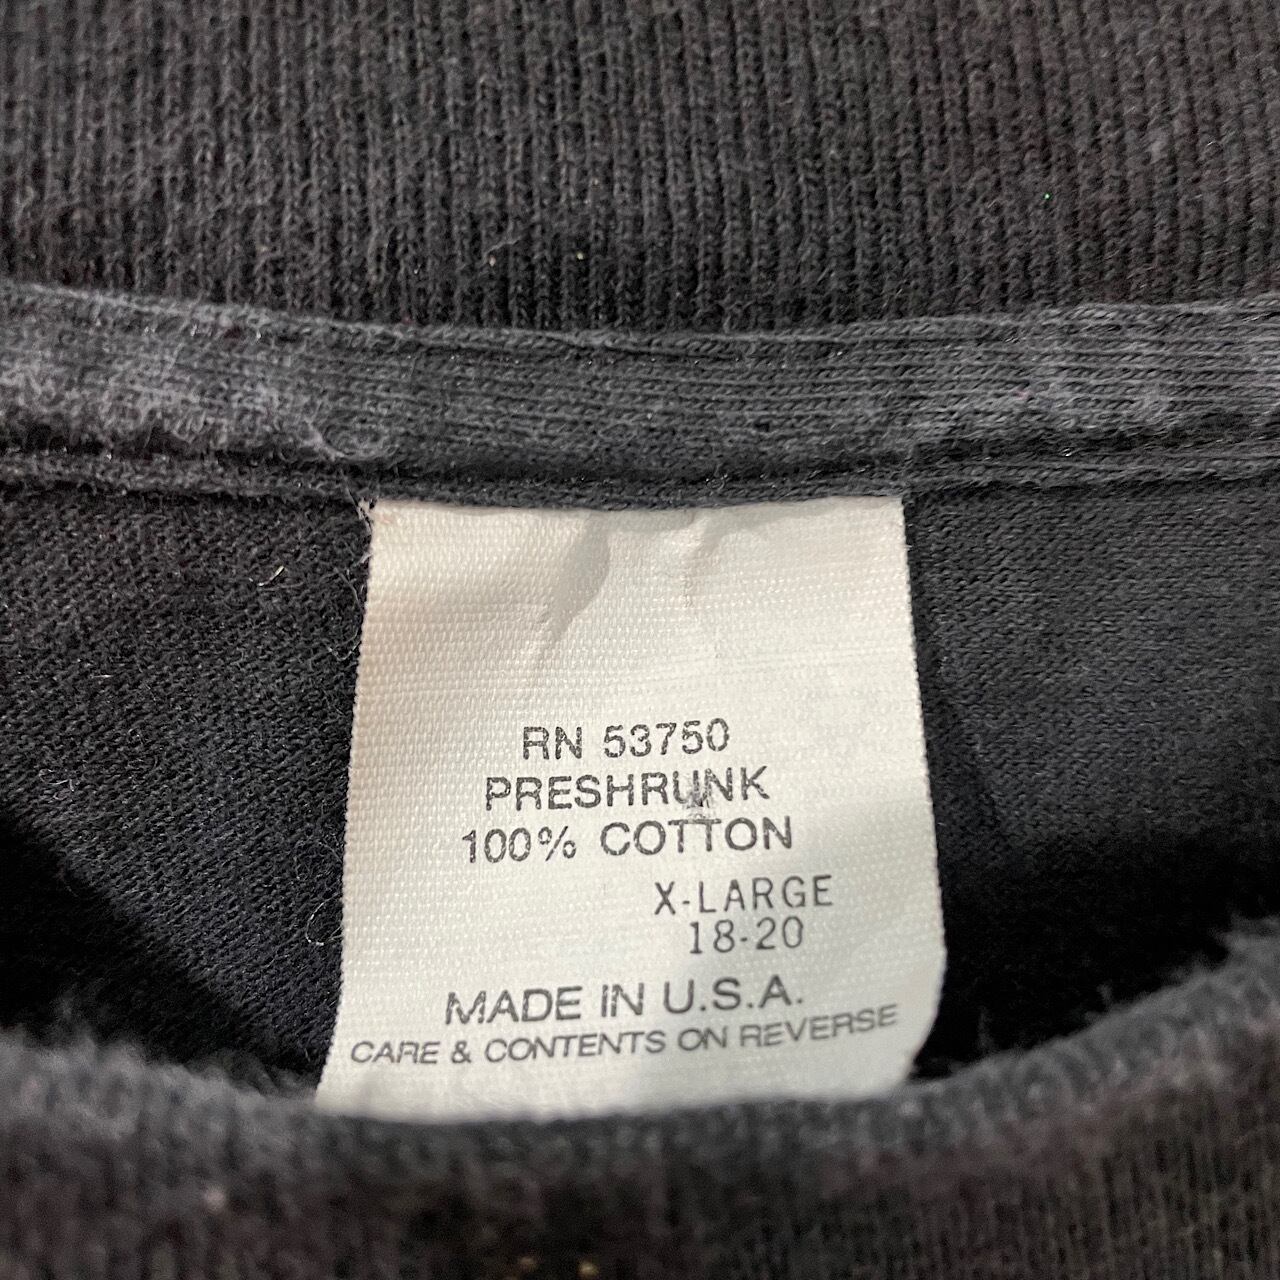 RN 53750
PRESHRUNK
100% COTTON
X-LARGE
18-20
MADE IN U.S.A.
CARE & CONTENTS ON REVERSE